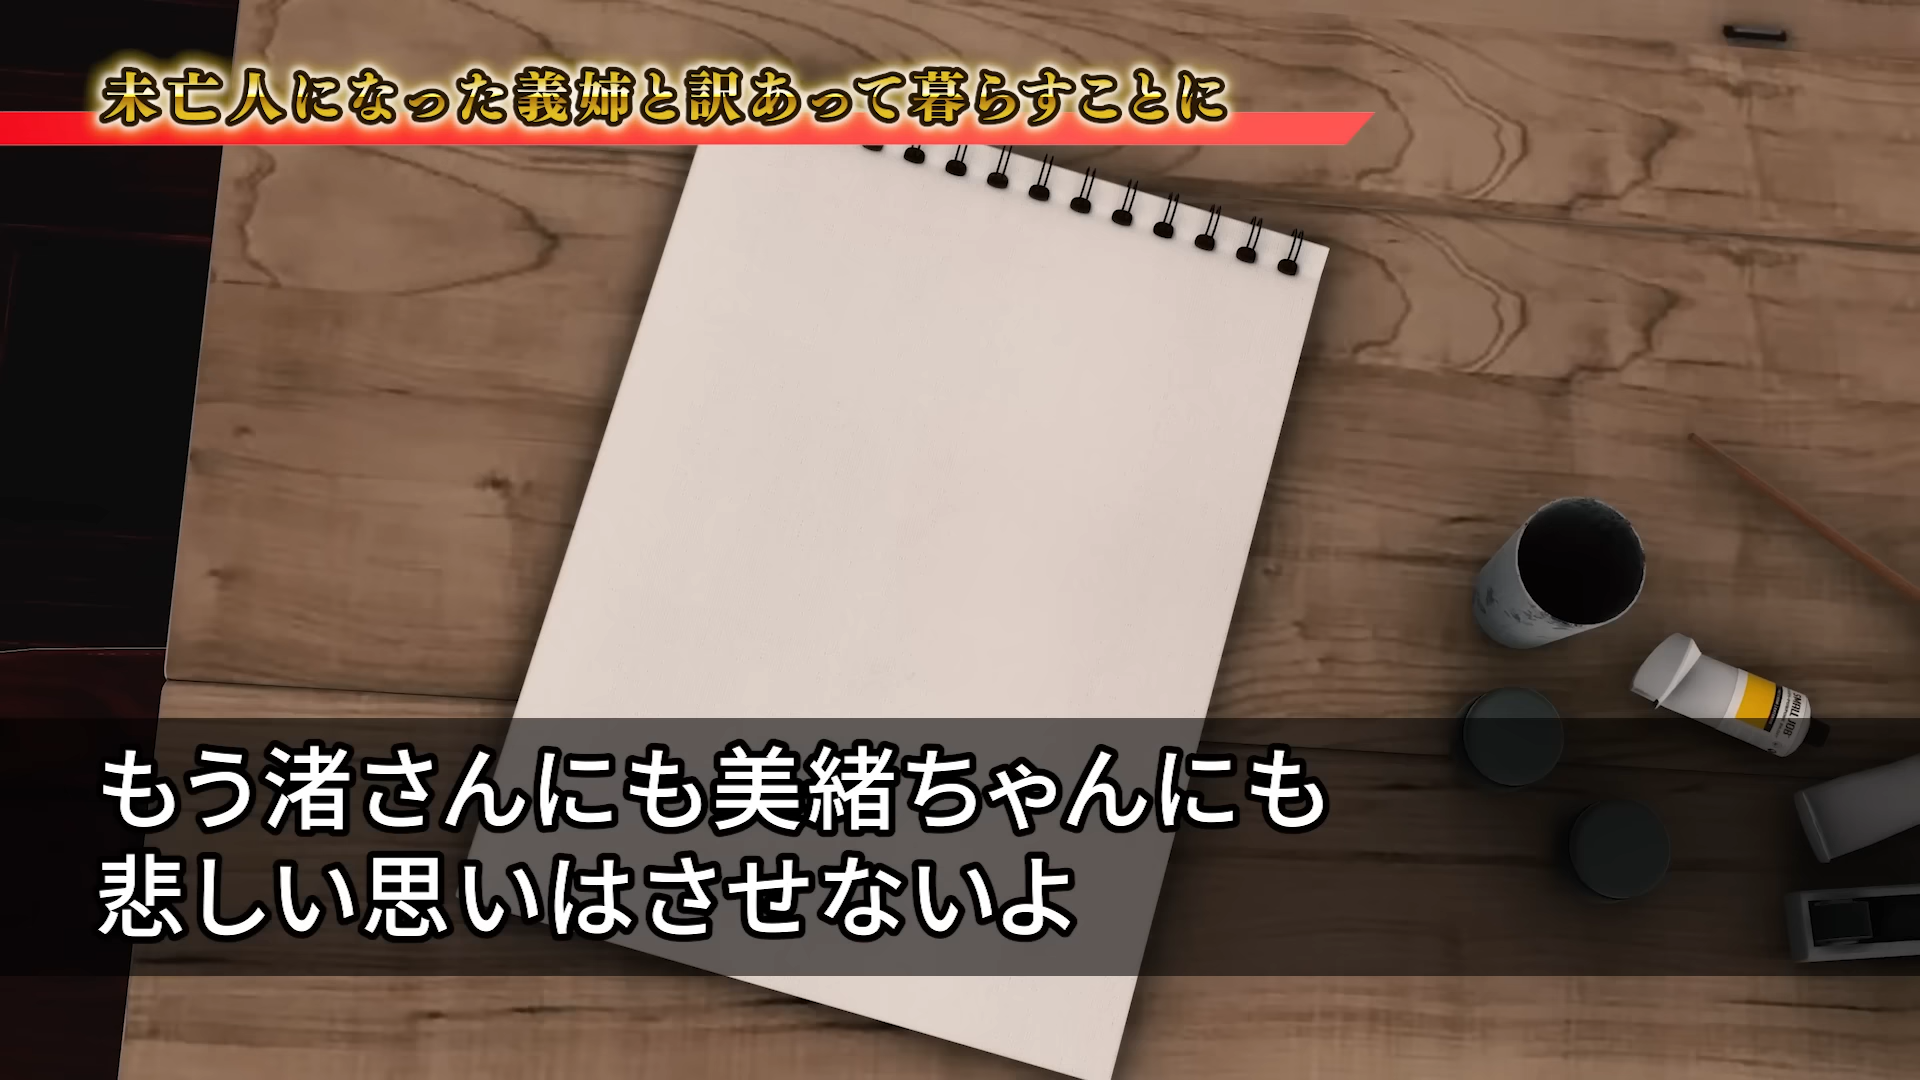 未亡人になった義姉と訳あって暮らすことに
もう渚さんにも美緒ちゃんにも
悲しい思いはさせないよ